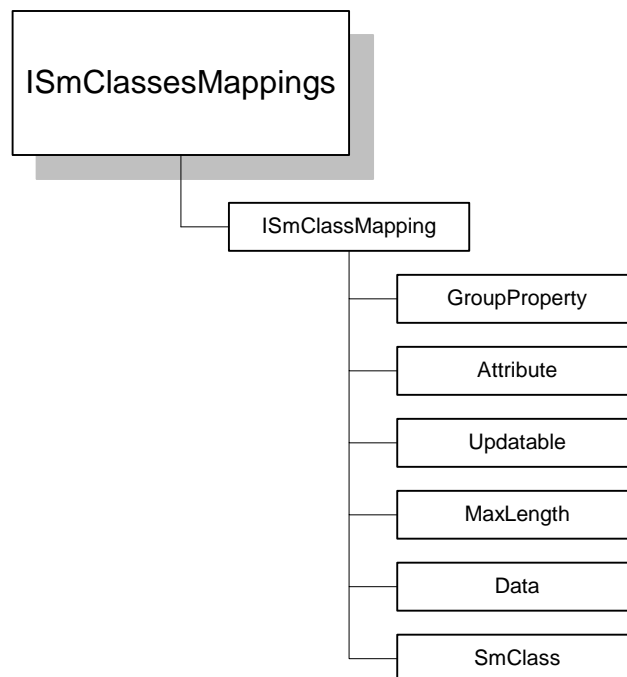 ISmClassesMappings
ISmClassMapping
GroupProperty
Attribute
Updatable
MaxLength
Data
SmClass